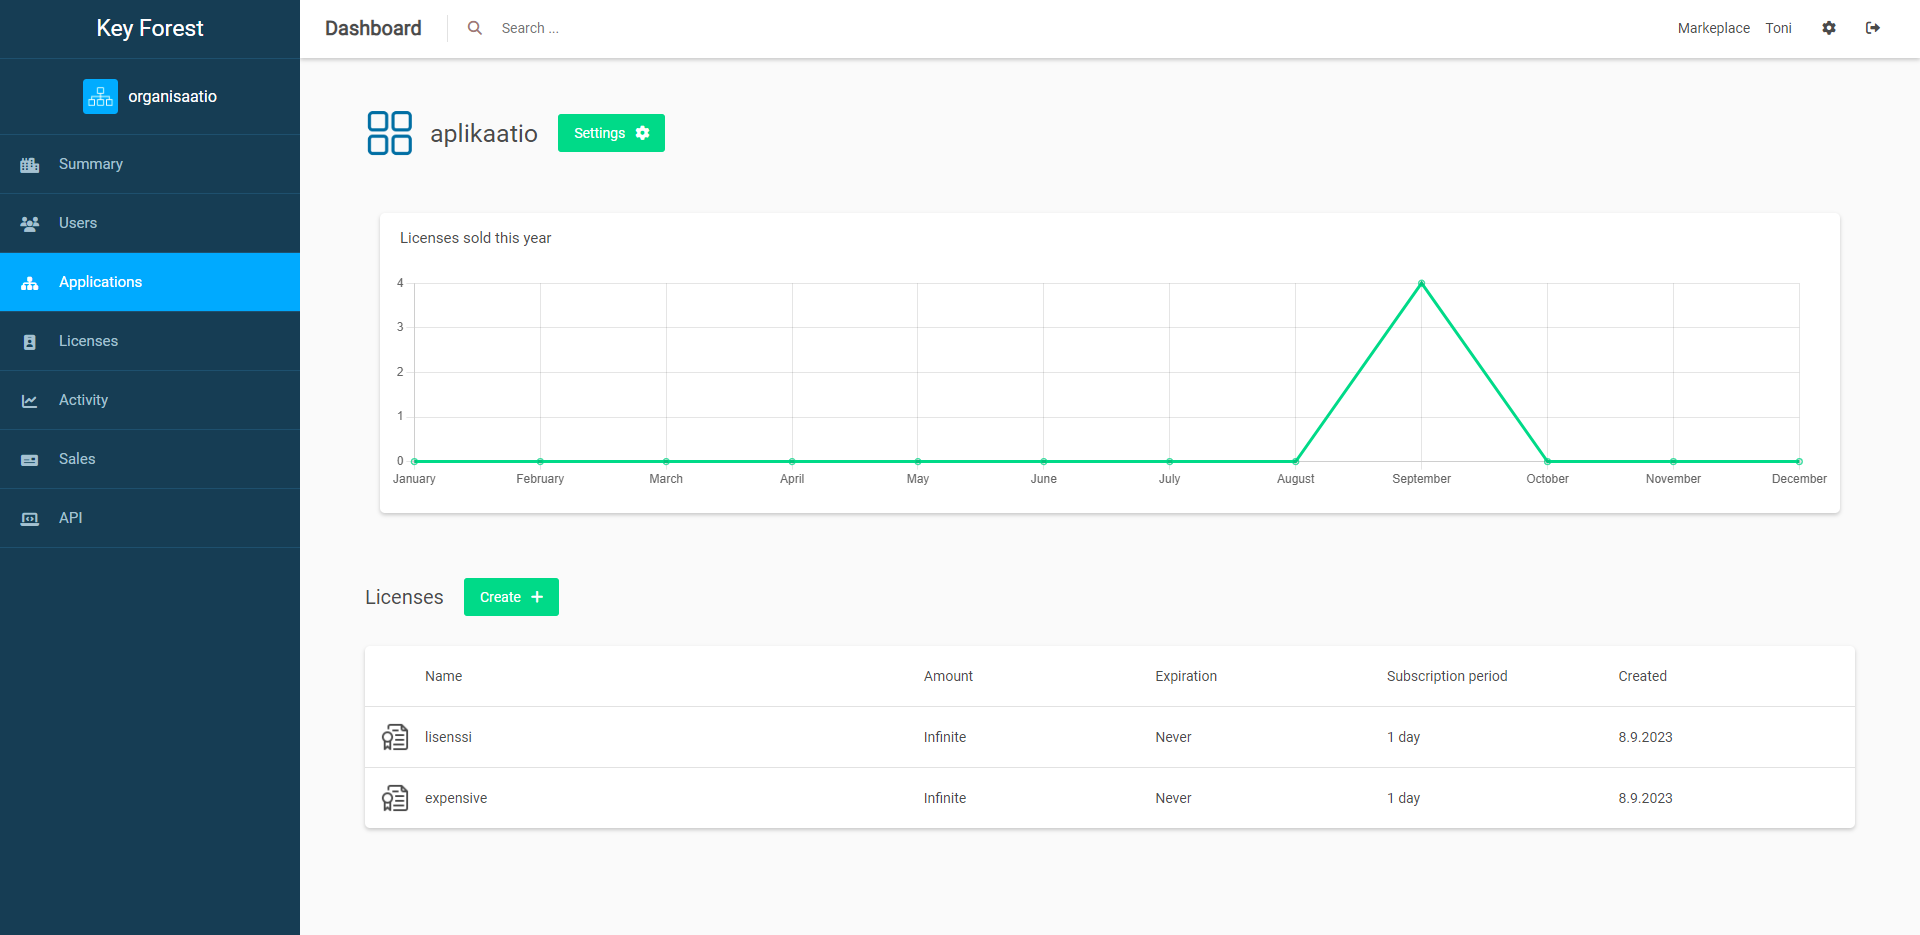 Key Forest
Dashboard
Search ...
Markeplace Toni
organisaatio
Summary
Users
Applications
Licenses
Activity
Sales
API
aplikaatio
Settings
Licenses sold this year
4
3
2
1
0
January February March April May June July August September October November December
Licenses
Create
Name Amount Expiration Subscription period Created
lisenssi Infinite Never 1 day 8.9.2023
expensive Infinite Never 1 day 8.9.2023